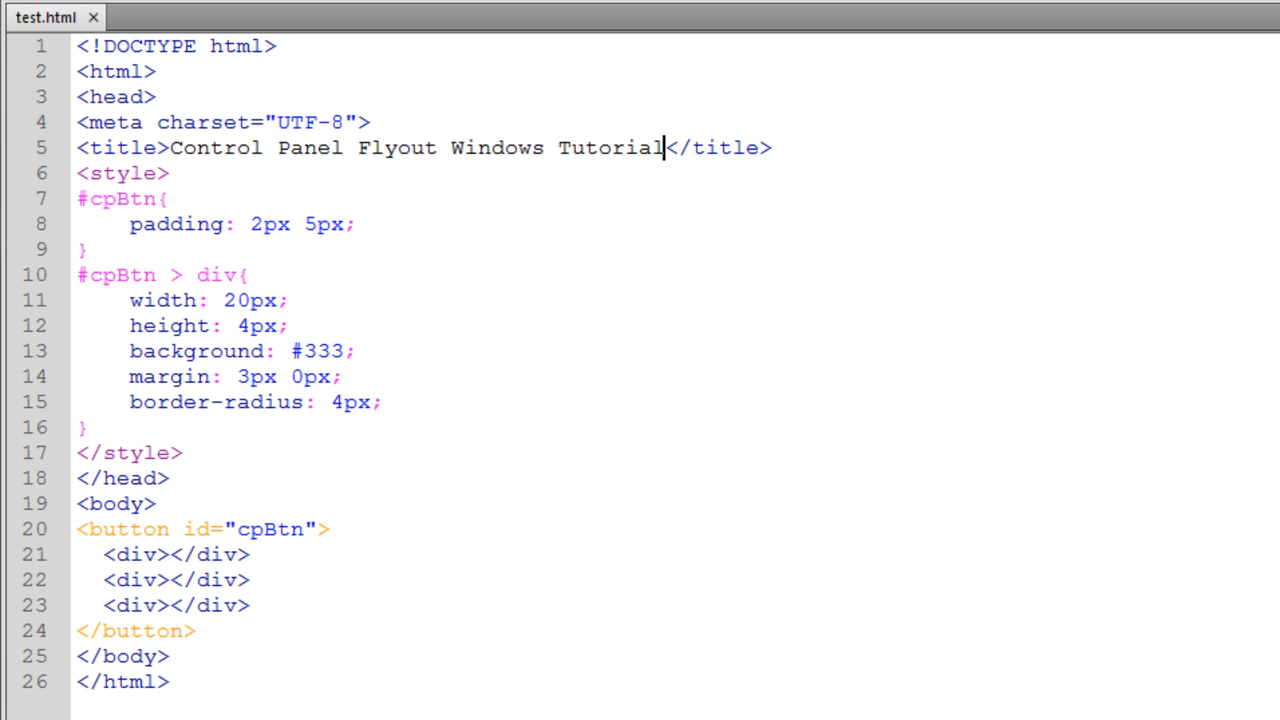 test.html ×
1 <!DOCTYPE html>
2 <html>
3 <head>
4 <meta charset="UTF-8">
5 <title>Control Panel Flyout Windows Tutorial</title>
6 <style>
7 #cpBtn{
8     padding: 2px 5px;
9 }
10 #cpBtn > div{
11     width: 20px;
12     height: 4px;
13     background: #333;
14     margin: 3px 0px;
15     border-radius: 4px;
16 }
17 </style>
18 </head>
19 <body>
20 <button id="cpBtn">
21   <div></div>
22   <div></div>
23   <div></div>
24 </button>
25 </body>
26 </html>